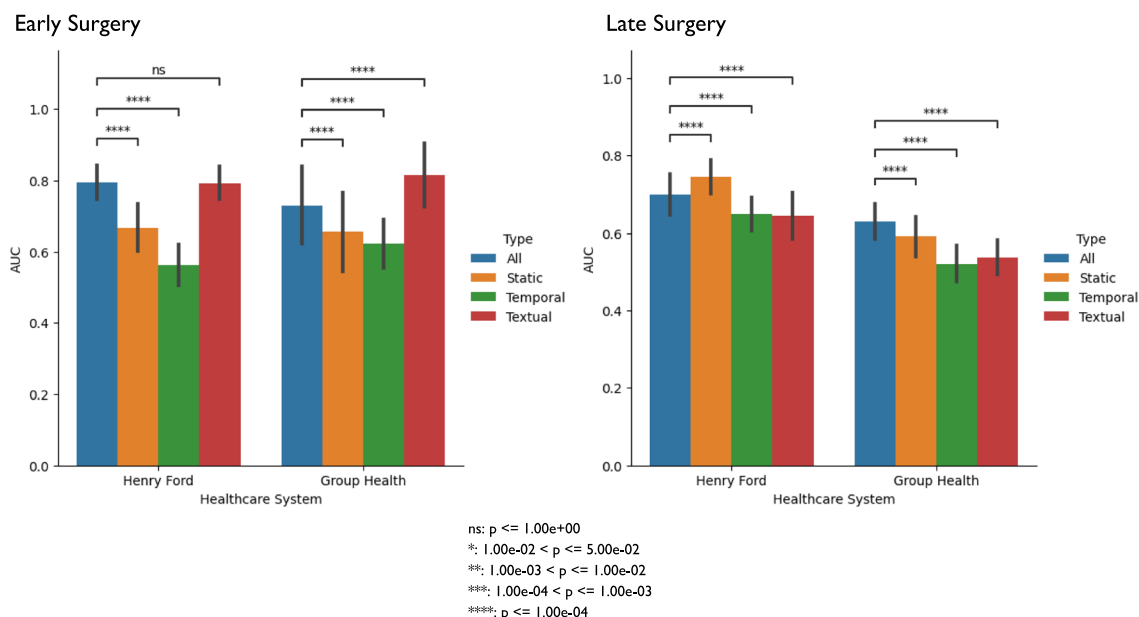 Early Surgery
ns
****
****
****
****
****
1.0
0.8
0.6
0.4
0.2
0.0
AUC
Type
All
Static
Temporal
Textual
Henry Ford
Group Health
Healthcare System
Late Surgery
****
****
****
****
****
****
1.0
0.8
0.6
0.4
0.2
0.0
AUC
Type
All
Static
Temporal
Textual
Henry Ford
Group Health
Healthcare System
ns: p <= 1.00e+00
*: 1.00e-02 < p <= 5.00e-02
**: 1.00e-03 < p <= 1.00e-02
***: 1.00e-04 < p <= 1.00e-03
****: p <= 1.00e-04